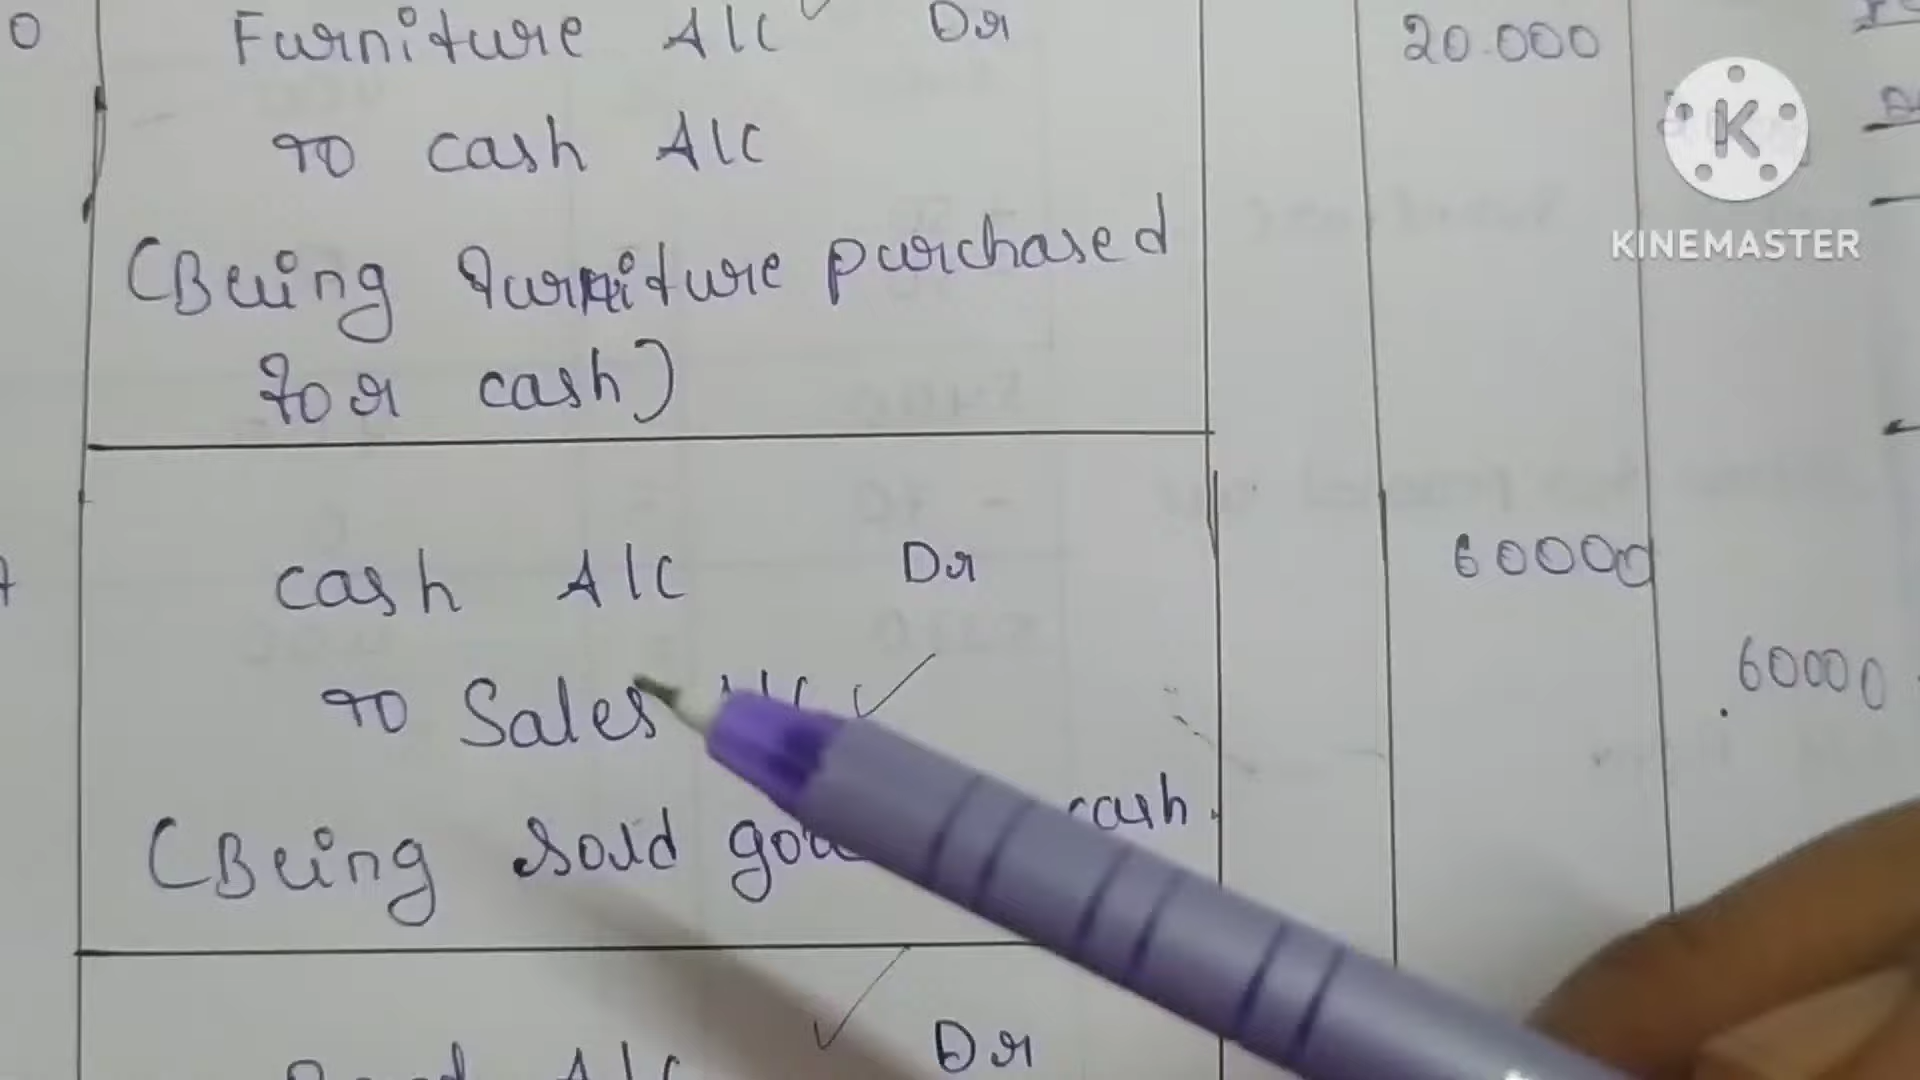 0 Furniture A/C Dr 20.000
To cash A/C
(Being furniture purchased
for cash)
cash A/C Dr 60000
To Sales A/C 60000
(Being sold cash
A/C Dr
K
KINEMASTER